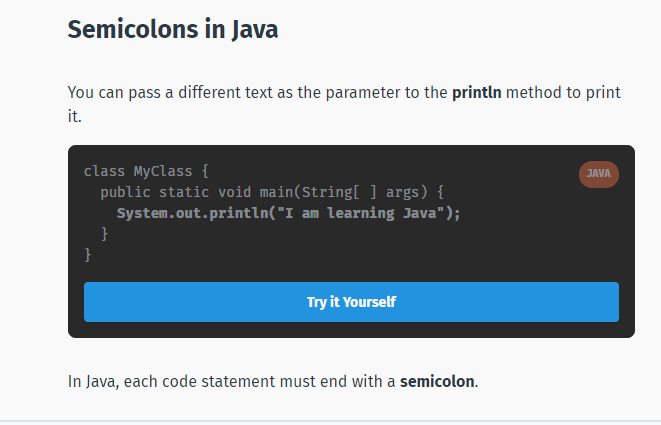 Semicolons in Java
You can pass a different text as the parameter to the println method to print
it.
JAVA
class MyClass {
  public static void main(String[ ] args) {
    System.out.println("I am learning Java");
  }
}
Try it Yourself
In Java, each code statement must end with a semicolon.